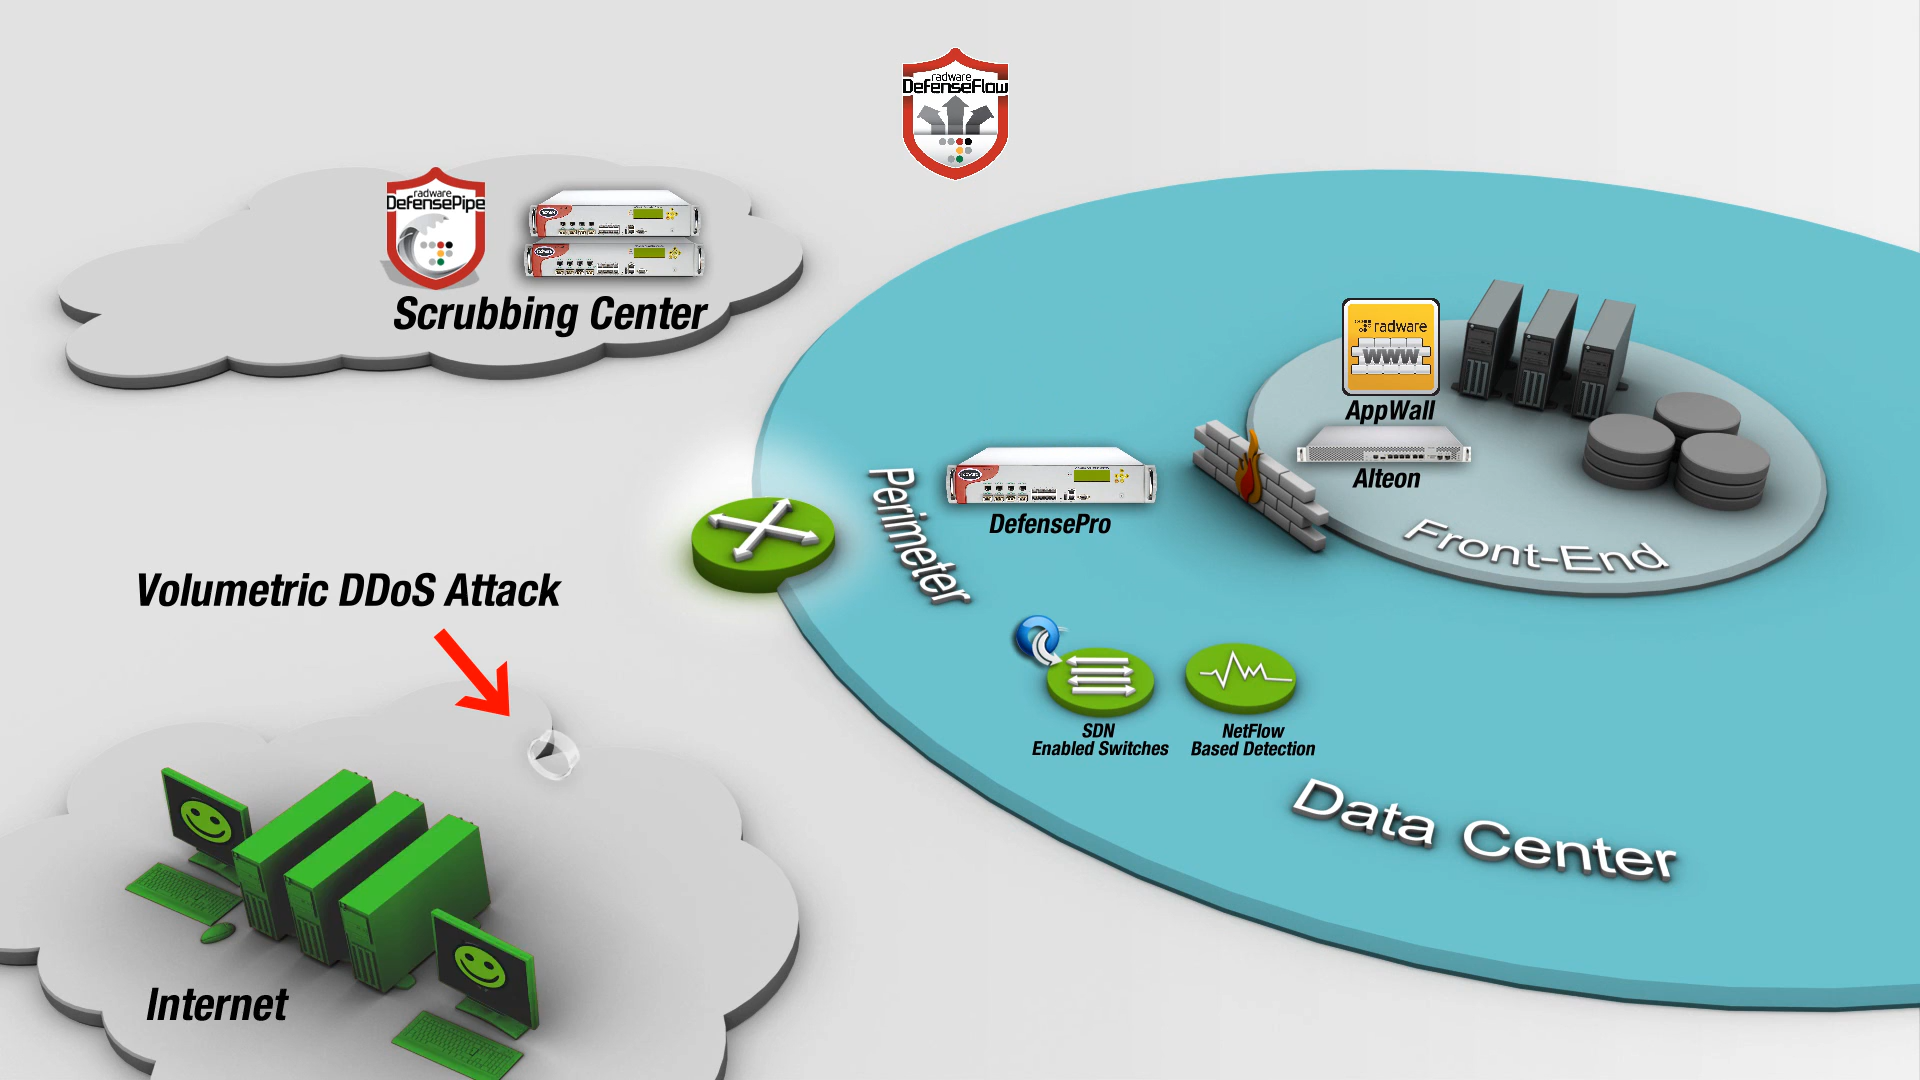 radware
DefenseFlow
radware
DefensePipe
Scrubbing Center
radware
WWW
AppWall
Alteon
Front-End
Perimeter
DefensePro
Volumetric DDoS Attack
SDN
Enabled Switches
NetFlow
Based Detection
Data Center
Internet